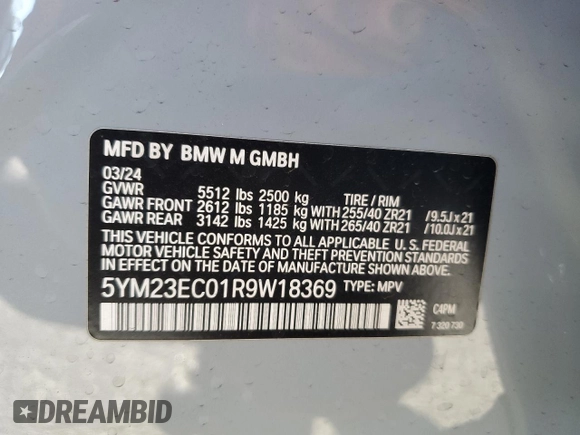 MFD BY BMW M GMBH
03/24
GVWR 5512 lbs 2500 kg TIRE / RIM
GAWR FRONT 2612 lbs 1185 kg WITH 255/40 ZR21 /9.5J x 21
GAWR REAR 3142 lbs 1425 kg WITH 265/40 ZR21 /10.0J x 21
THIS VEHICLE CONFORMS TO ALL APPLICABLE U. S. FEDERAL
MOTOR VEHICLE SAFETY AND THEFT PREVENTION STANDARDS
IN EFFECT ON THE DATE OF MANUFACTURE SHOWN ABOVE.
5YM23EC01R9W18369 TYPE: MPV
C4PM
7 329 730
DREAMBID